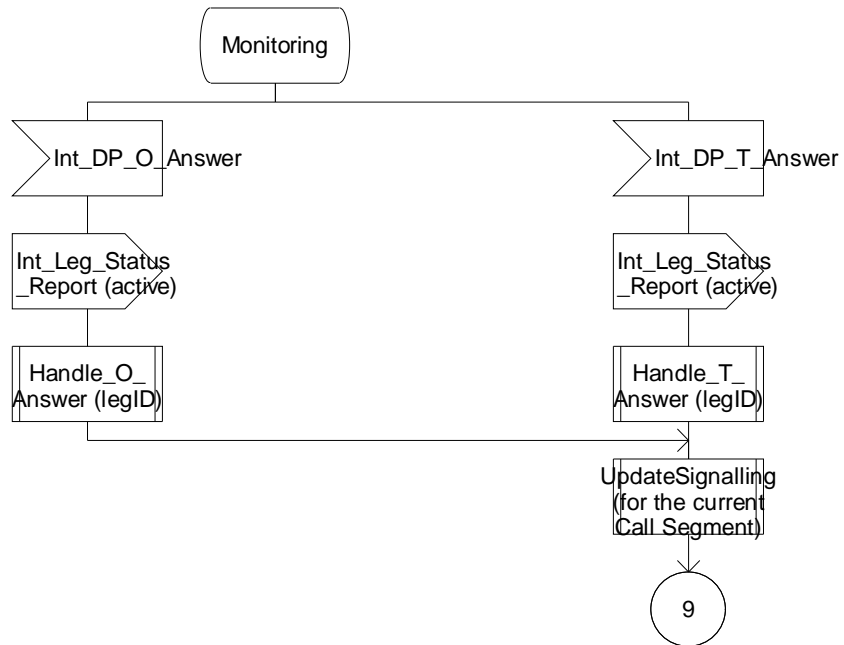 Monitoring
Int_DP_O_Answer
Int_DP_T_Answer
Int_Leg_Status
_Report (active)
Int_Leg_Status
_Report (active)
Handle_O_
Answer (legID)
Handle_T_
Answer (legID)
UpdateSignalling
(for the current
Call Segment)
9